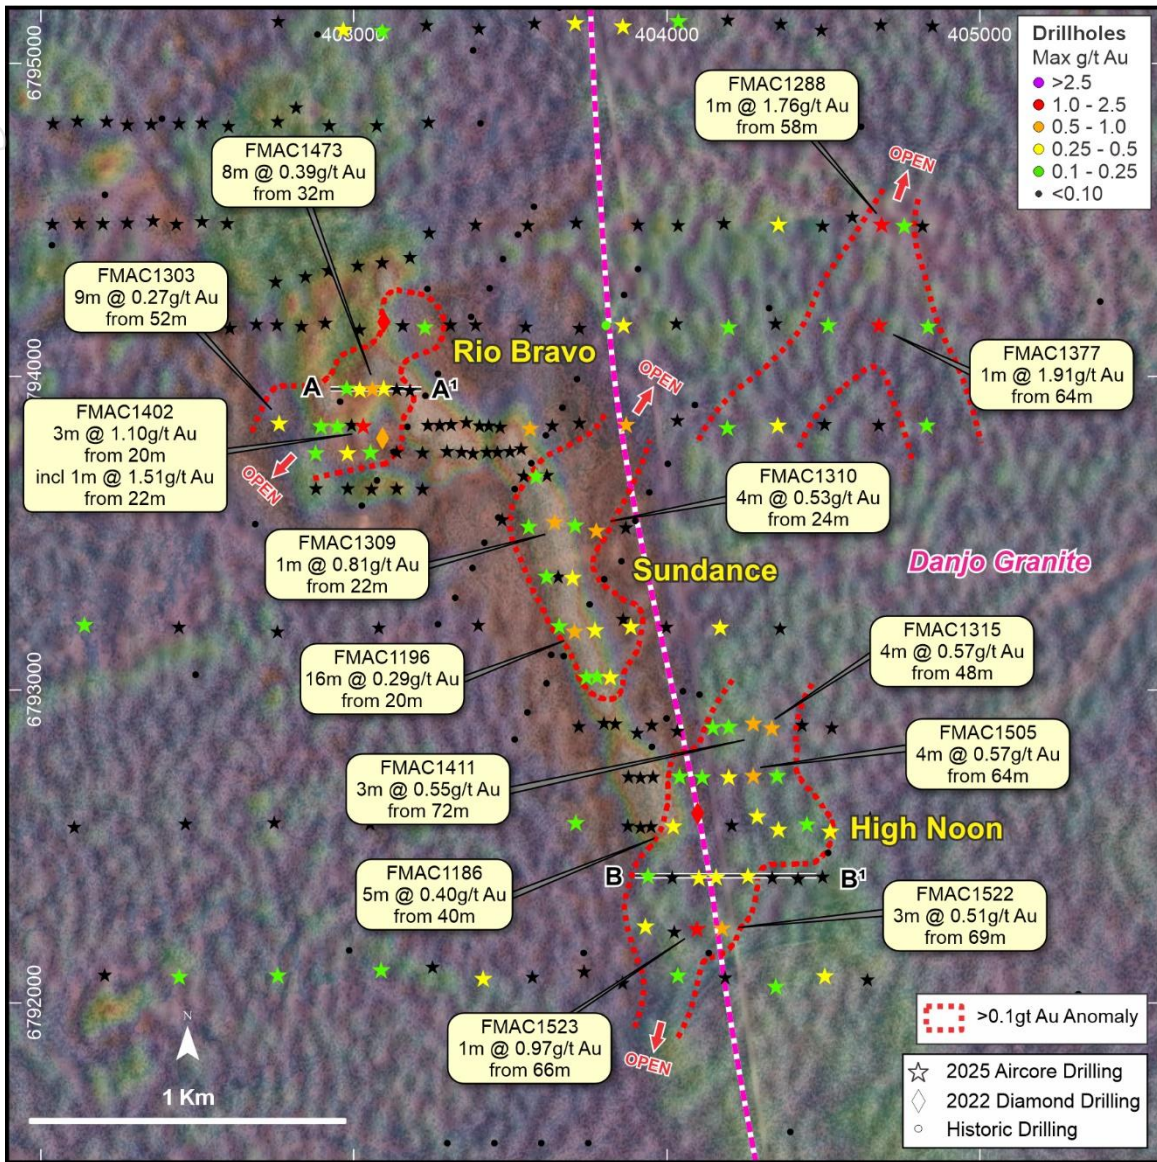 403000
404000
405000
6795000
6794000
6793000
6792000
Drillholes
Max g/t Au
>2.5
1.0 - 2.5
0.5 - 1.0
0.25 - 0.5
0.1 - 0.25
<0.10
FMAC1288
1m @ 1.76g/t Au
from 58m
OPEN
FMAC1473
8m @ 0.39g/t Au
from 32m
FMAC1303
9m @ 0.27g/t Au
from 52m
Rio Bravo
A
A¹
OPEN
FMAC1377
1m @ 1.91g/t Au
from 64m
FMAC1402
3m @ 1.10g/t Au
from 20m
incl 1m @ 1.51g/t Au
from 22m
OPEN
FMAC1310
4m @ 0.53g/t Au
from 24m
FMAC1309
1m @ 0.81g/t Au
from 22m
Sundance
Danjo Granite
FMAC1196
16m @ 0.29g/t Au
from 20m
FMAC1315
4m @ 0.57g/t Au
from 48m
FMAC1411
3m @ 0.55g/t Au
from 72m
FMAC1505
4m @ 0.57g/t Au
from 64m
High Noon
FMAC1186
5m @ 0.40g/t Au
from 40m
B
B¹
FMAC1522
3m @ 0.51g/t Au
from 69m
FMAC1523
1m @ 0.97g/t Au
from 66m
OPEN
N
1 Km
>0.1gt Au Anomaly
2025 Aircore Drilling
2022 Diamond Drilling
Historic Drilling